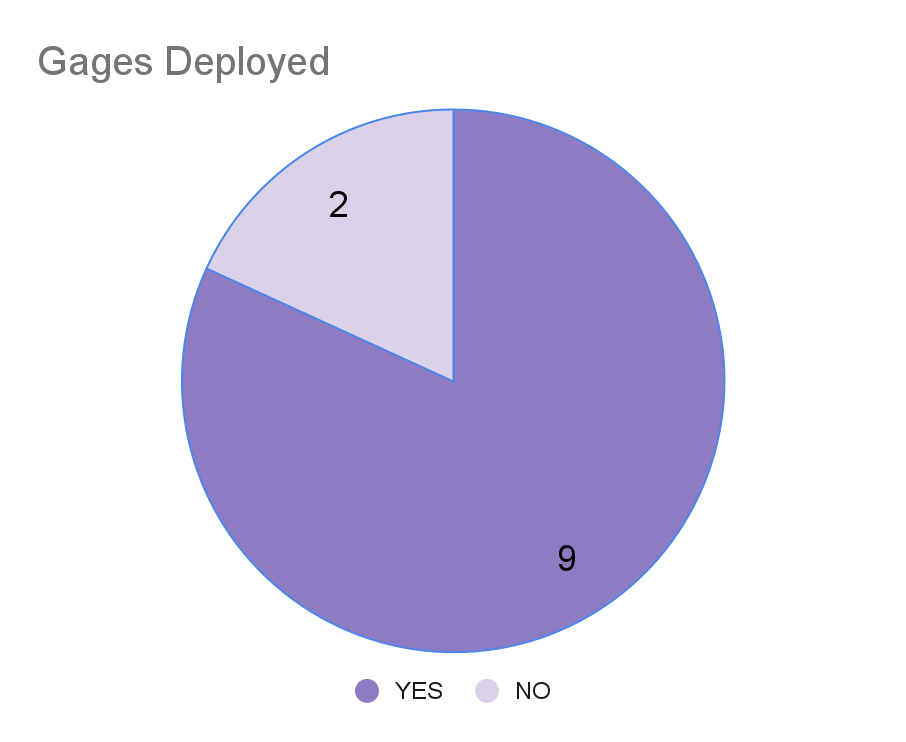 Gages Deployed
2
9
YES NO